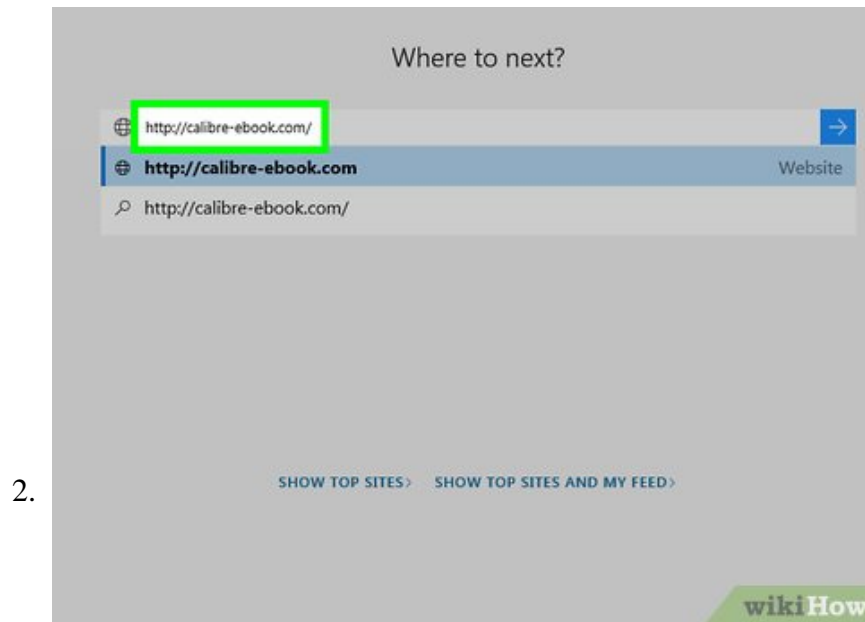 Where to next?
http://calibre-ebook.com/
http://calibre-ebook.com Website
http://calibre-ebook.com/
2.
SHOW TOP SITES> SHOW TOP SITES AND MY FEED>
wikiHow